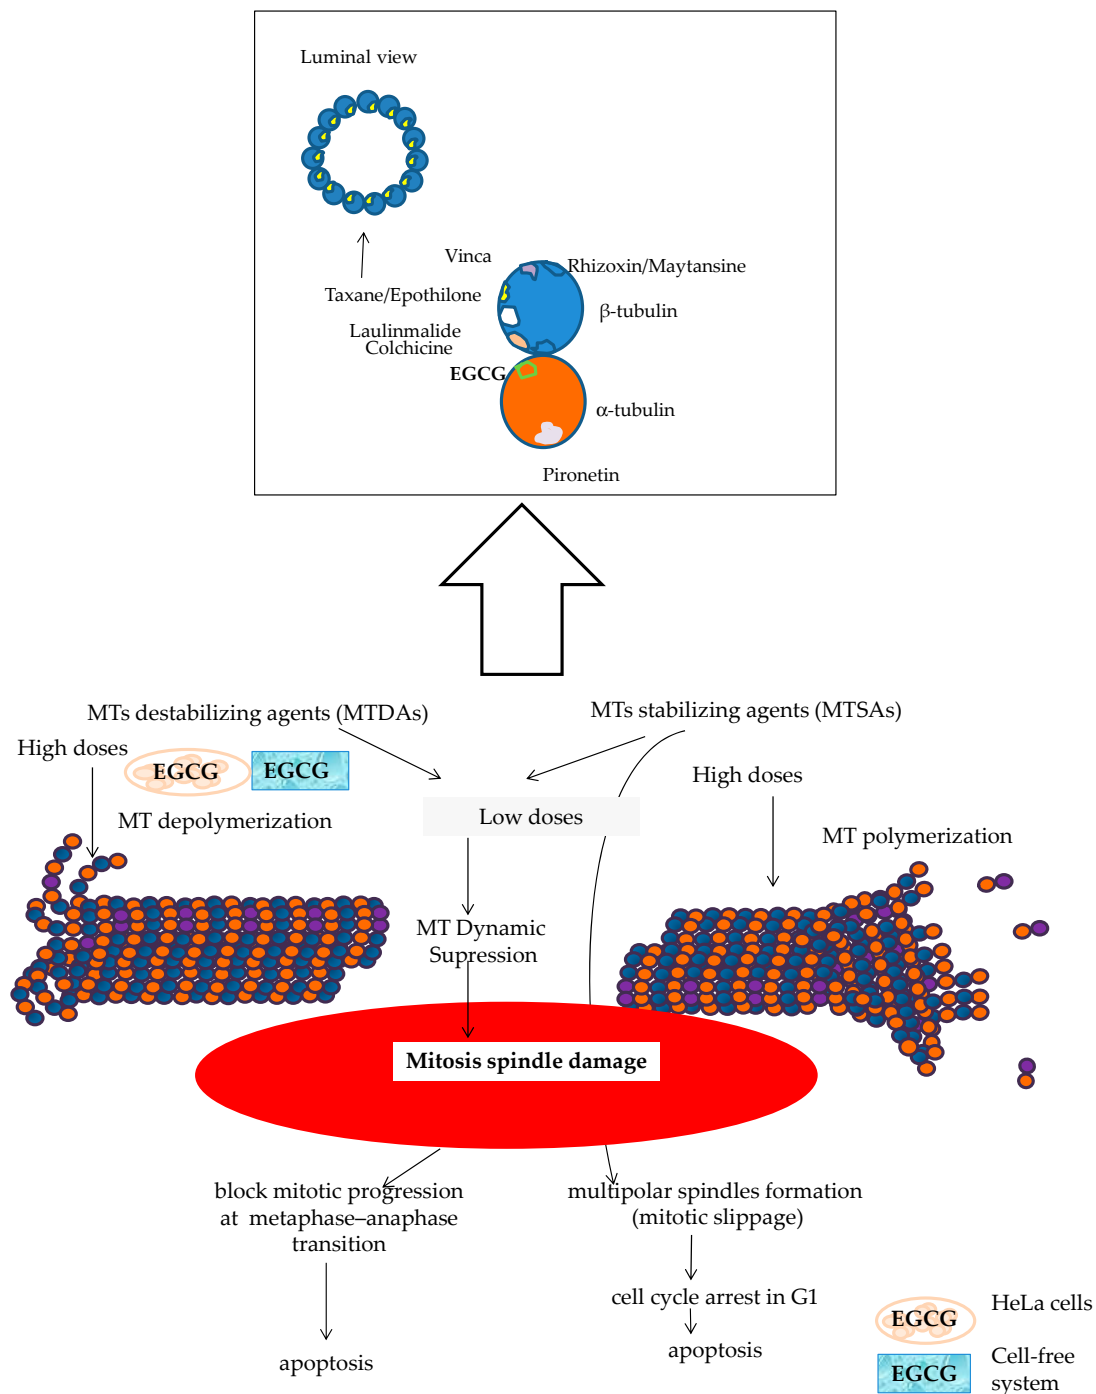 Luminal view
Vinca
Rhizoxin/Maytansine
Taxane/Epothilone
β-tubulin
Laulinmalide
Colchicine
EGCG
α-tubulin
Pironetin
MTs destabilizing agents (MTDAs)
MTs stabilizing agents (MTSAs)
High doses
EGCG
EGCG
High doses
Low doses
MT depolymerization
MT polymerization
MT Dynamic
Supression
Mitosis spindle damage
block mitotic progression
at metaphase–anaphase
transition
multipolar spindles formation
(mitotic slippage)
cell cycle arrest in G1
apoptosis
apoptosis
EGCG
HeLa cells
EGCG
Cell-free
system